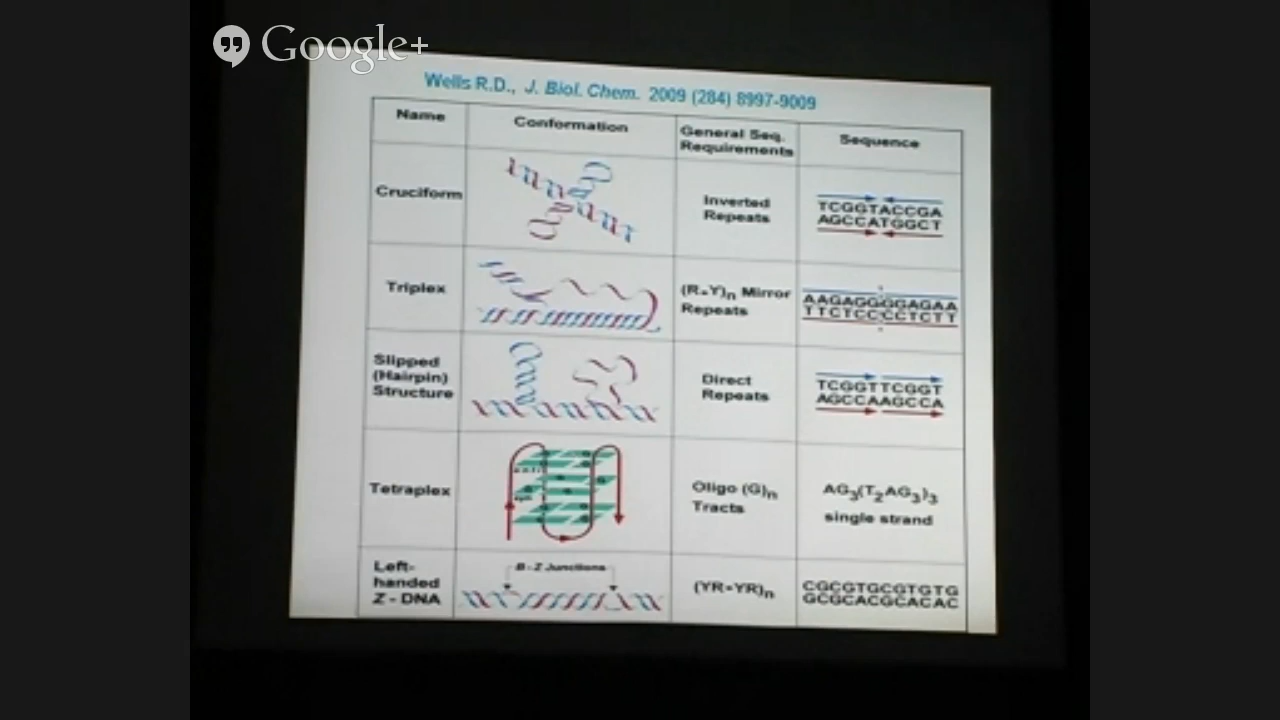 Google+
Wells R.D., J. Biol. Chem. 2009 (284) 8997-9009
Name
Conformation
General Seq.
Requirements
Sequence
Cruciform
Inverted
Repeats
TCGGTACCGA
AGCCATGGCT
Triplex
(R•Y)n Mirror
Repeats
AAGAGGGGAGAA
TTCTCCCCTCTT
Slipped
(Hairpin)
Structure
Direct
Repeats
TCGGTTCGGT
AGCCAAGCCA
Tetraplex
Oligo (G)n
Tracts
AG3(T2AG3)3
single strand
Left-
handed
Z - DNA
B - Z Junctions
(YR•YR)n
CGCGTGCGTGTG
GCGCACGCACAC